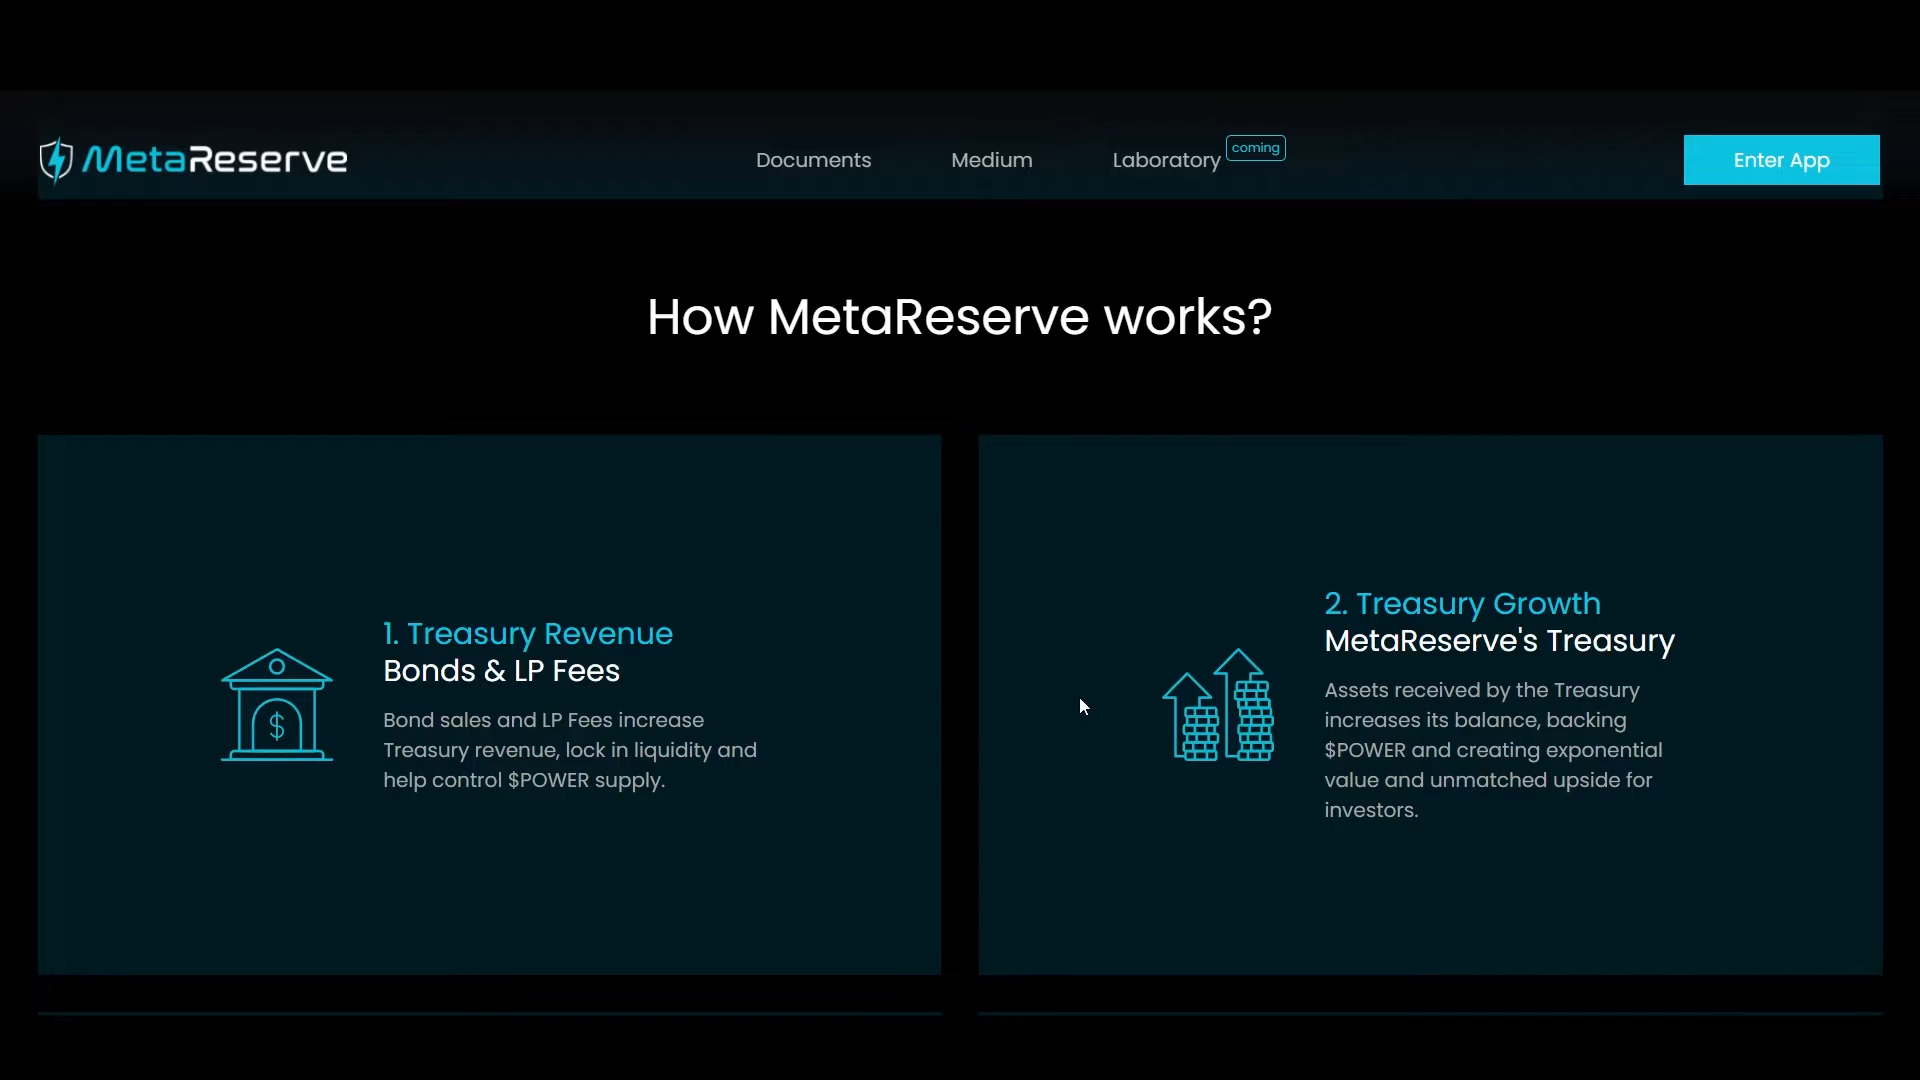 MetaReserve
Documents
Medium
Laboratory
coming
Enter App
How MetaReserve works?
1. Treasury Revenue
Bonds & LP Fees
Bond sales and LP Fees increase
Treasury revenue, lock in liquidity and
help control $POWER supply.
2. Treasury Growth
MetaReserve's Treasury
Assets received by the Treasury
increases its balance, backing
$POWER and creating exponential
value and unmatched upside for
investors.